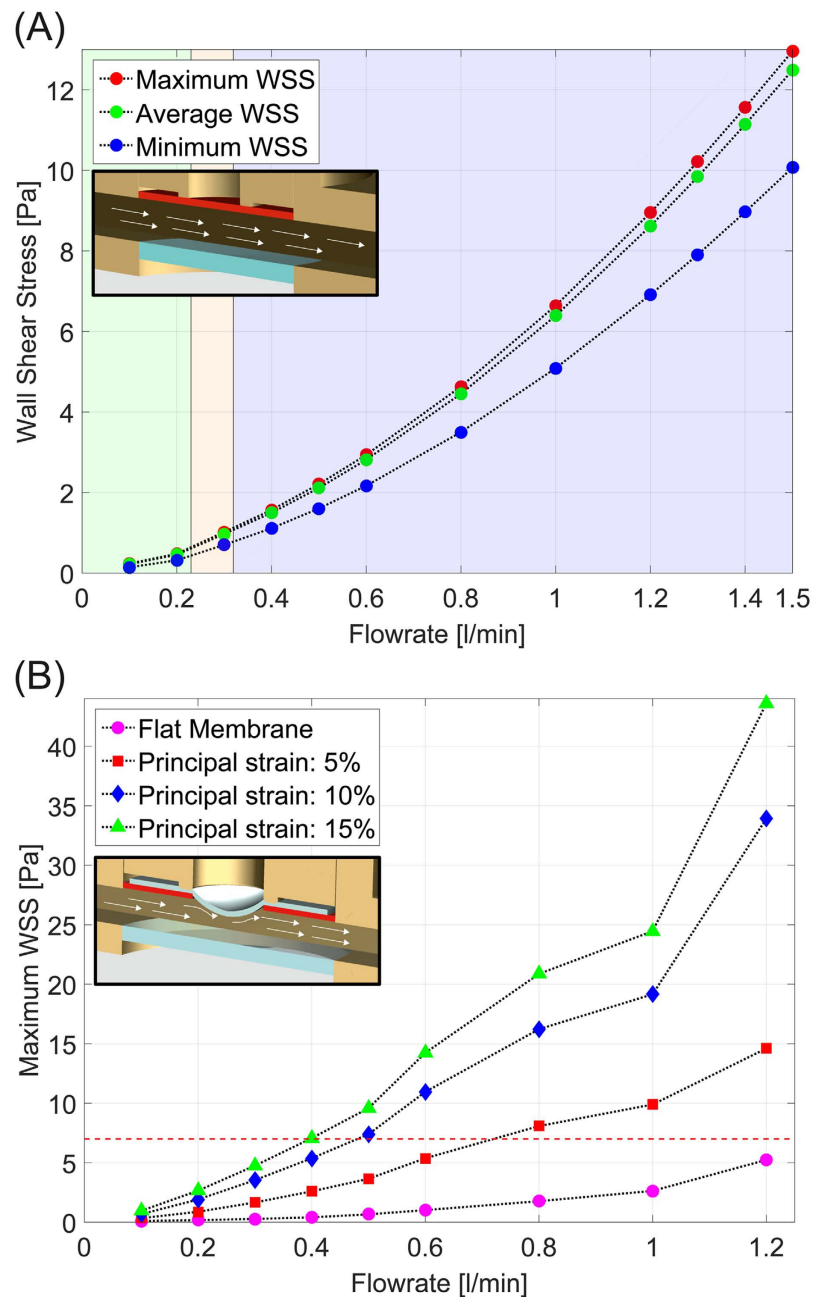 (A)
Maximum WSS
Average WSS
Minimum WSS
Wall Shear Stress [Pa]
12
10
8
6
4
2
0
0 0.2 0.4 0.6 0.8 1 1.2 1.4 1.5
Flowrate [l/min]
(B)
Flat Membrane
Principal strain: 5%
Principal strain: 10%
Principal strain: 15%
Maximum WSS [Pa]
40
35
30
25
20
15
10
5
0
0 0.2 0.4 0.6 0.8 1 1.2
Flowrate [l/min]